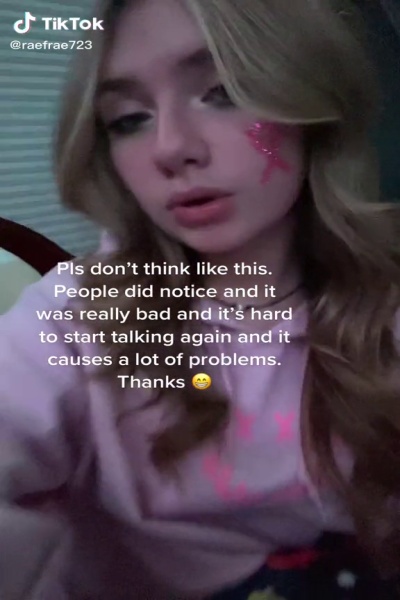 TikTok
@raefrae723
Pls don't think like this.
People did notice and it
was really bad and it's hard
to start talking again and it
causes a lot of problems.
Thanks 😁